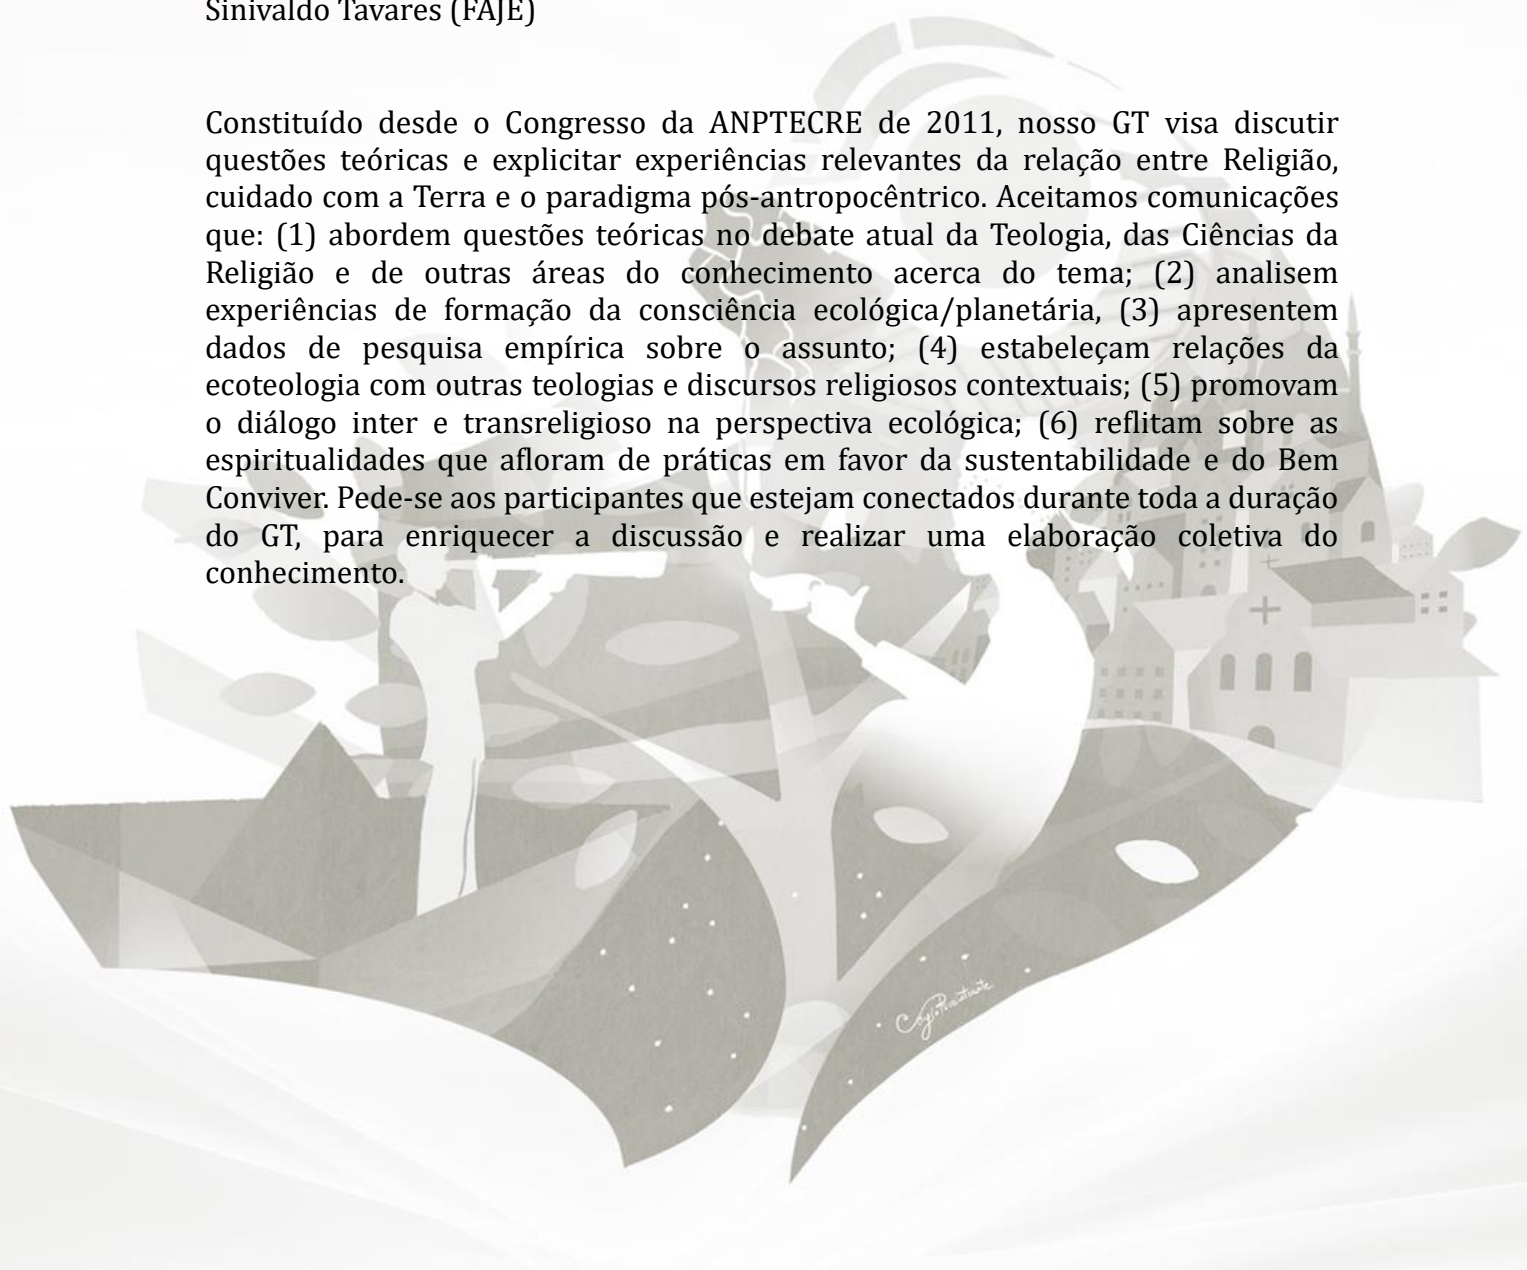 Sinivaldo Tavares (FAJE)
Constituído desde o Congresso da ANPTECRE de 2011, nosso GT visa discutir
questões teóricas e explicitar experiências relevantes da relação entre Religião,
cuidado com a Terra e o paradigma pós-antropocêntrico. Aceitamos comunicações
que: (1) abordem questões teóricas no debate atual da Teologia, das Ciências da
Religião e de outras áreas do conhecimento acerca do tema; (2) analisem
experiências de formação da consciência ecológica/planetária, (3) apresentem
dados de pesquisa empírica sobre o assunto; (4) estabeleçam relações da
ecoteologia com outras teologias e discursos religiosos contextuais; (5) promovam
o diálogo inter e transreligioso na perspectiva ecológica; (6) reflitam sobre as
espiritualidades que afloram de práticas em favor da sustentabilidade e do Bem
Conviver. Pede-se aos participantes que estejam conectados durante toda a duração
do GT, para enriquecer a discussão e realizar uma elaboração coletiva do
conhecimento.